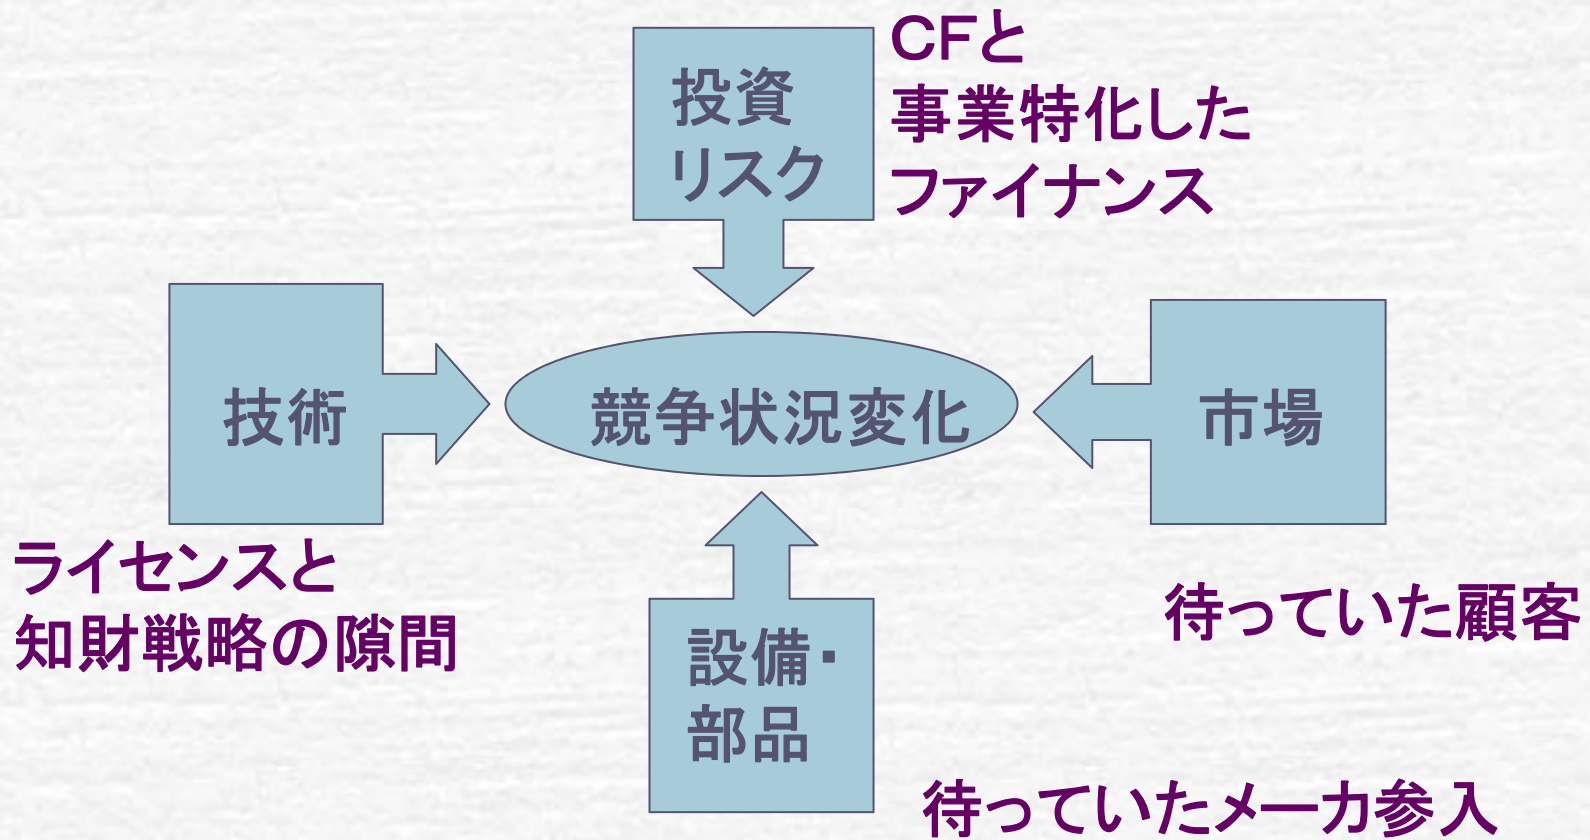 投資
リスク
ＣＦと
事業特化した
ファイナンス
技術
競争状況変化
市場
ライセンスと
知財戦略の隙間
設備・
部品
待っていた顧客
待っていたメーカ参入